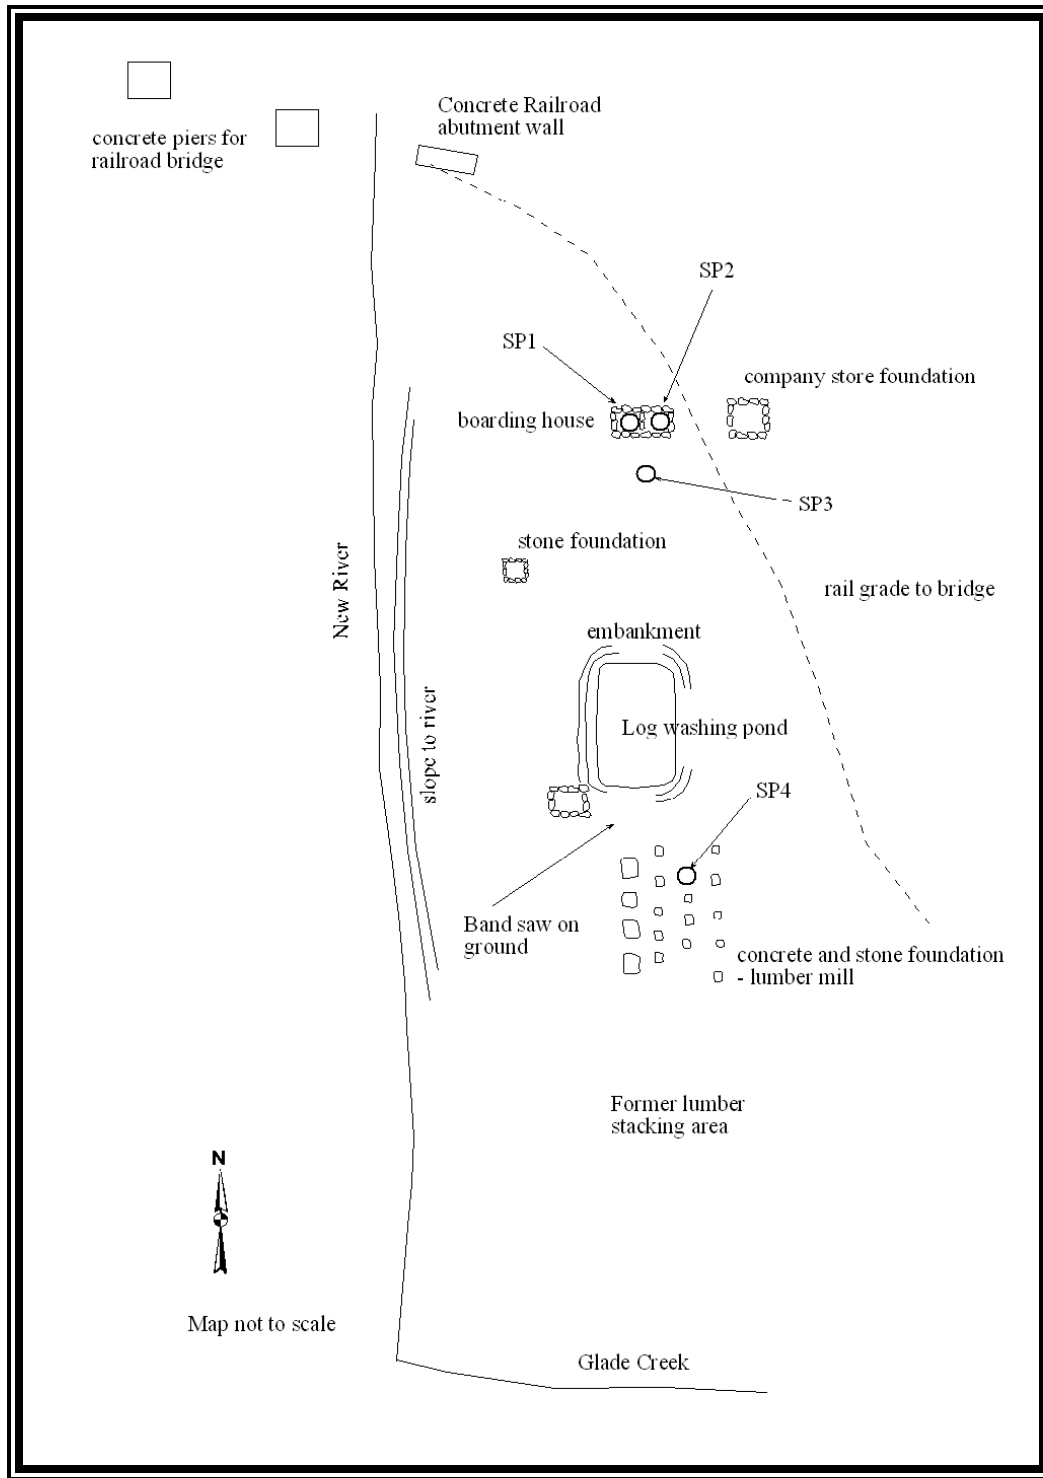 Concrete Railroad
abutment wall
concrete piers for
railroad bridge
SP2
SP1
company store foundation
boarding house
SP3
stone foundation
New River
rail grade to bridge
embankment
slope to river
Log washing pond
SP4
Band saw on
ground
concrete and stone foundation
- lumber mill
Former lumber
stacking area
N
Map not to scale
Glade Creek